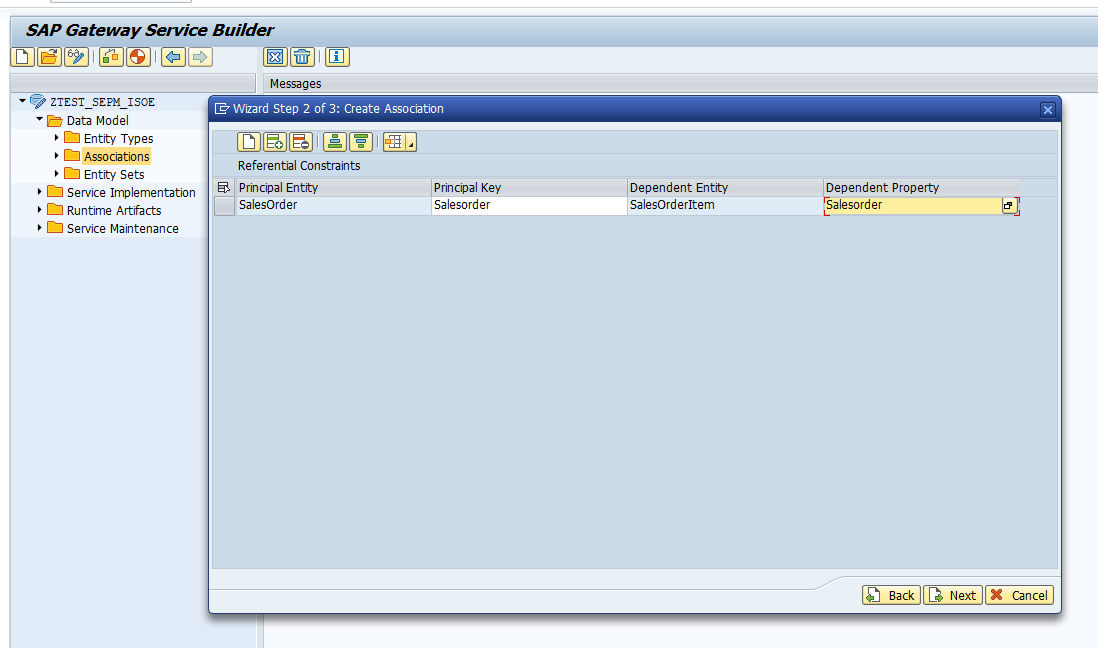 SAP Gateway Service Builder
Messages
ZTEST_SEPM_ISOE
Data Model
Entity Types
Associations
Entity Sets
Service Implementation
Runtime Artifacts
Service Maintenance
Wizard Step 2 of 3: Create Association
Referential Constraints
Principal Entity Principal Key Dependent Entity Dependent Property
SalesOrder Salesorder SalesOrderItem Salesorder
Back Next Cancel